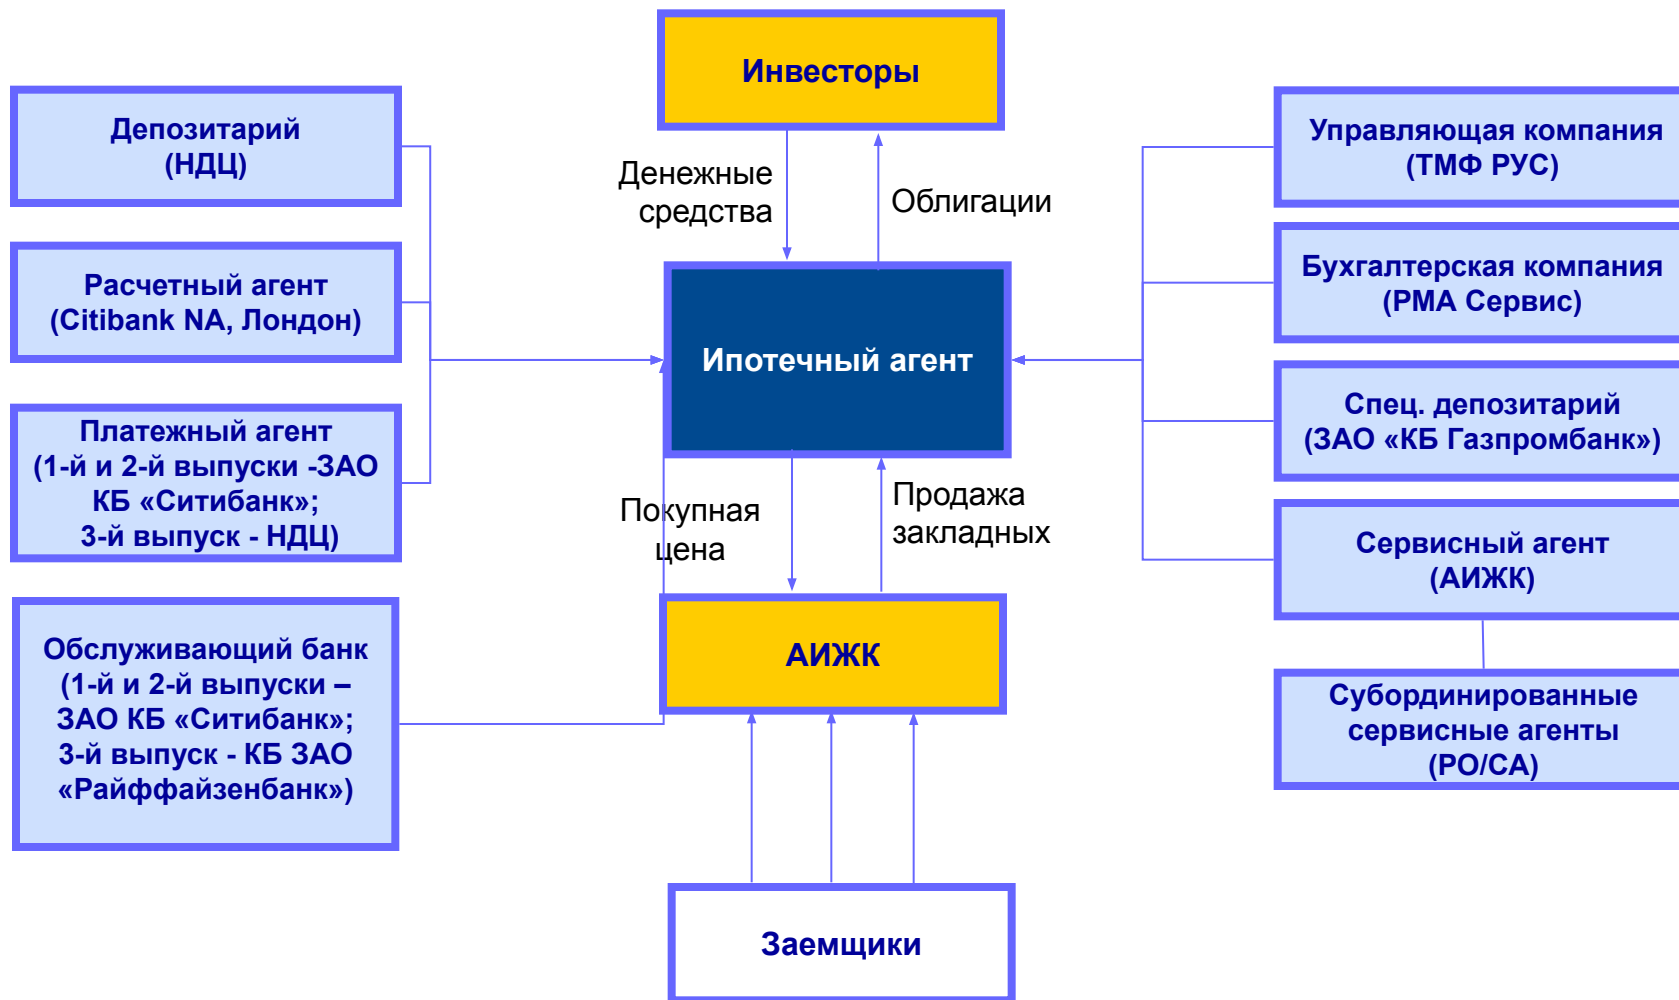 Инвесторы
Депозитарий
(НДЦ)
Управляющая компания
(ТМФ РУС)
Денежные
средства
Облигации
Расчетный агент
(Citibank NA, Лондон)
Бухгалтерская компания
(РМА Сервис)
Ипотечный агент
Платежный агент
(1-й и 2-й выпуски -ЗАО
КБ «Ситибанк»;
3-й выпуск - НДЦ)
Спец. депозитарий
(ЗАО «КБ Газпромбанк»)
Покупная
цена
Продажа
закладных
Сервисный агент
(АИЖК)
Обслуживающий банк
(1-й и 2-й выпуски –
ЗАО КБ «Ситибанк»;
3-й выпуск - КБ ЗАО
«Райффайзенбанк»)
АИЖК
Субординированные
сервисные агенты
(РО/СА)
Заемщики